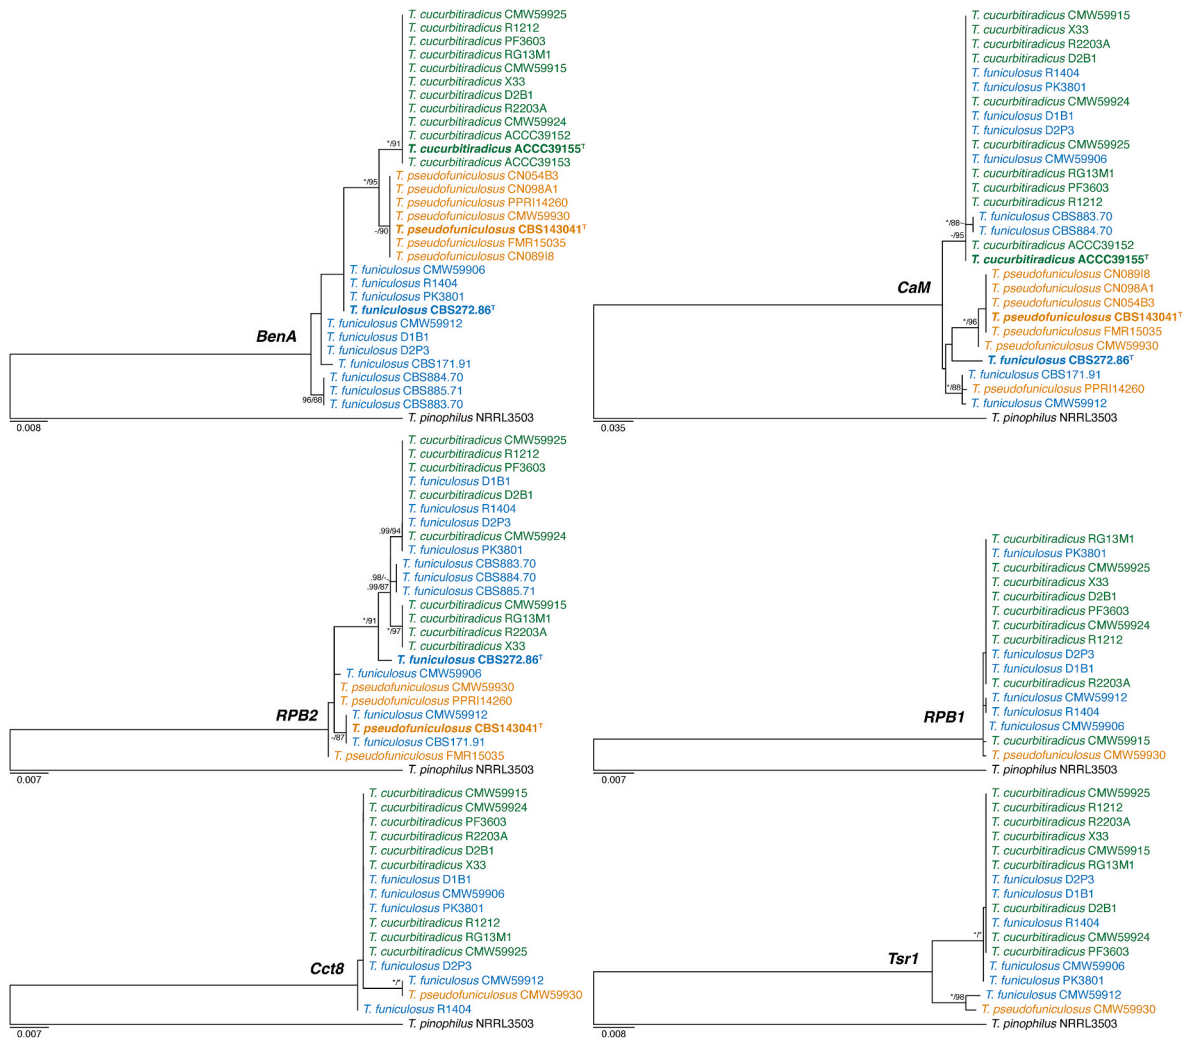 T. cucurbitiradicus CMW59925
T. cucurbitiradicus R1212
T. cucurbitiradicus PF3603
T. cucurbitiradicus RG13M1
T. cucurbitiradicus CMW59915
T. cucurbitiradicus X33
T. cucurbitiradicus D2B1
T. cucurbitiradicus R2203A
T. cucurbitiradicus CMW59924
T. cucurbitiradicus ACCC39152
*/91
T. cucurbitiradicus ACCC39155T
T. cucurbitiradicus ACCC39153
T. pseudofuniculosus CN054B3
*/95
T. pseudofuniculosus CN098A1
T. pseudofuniculosus PPRI14260
T. pseudofuniculosus CMW59930
-/90
T. pseudofuniculosus CBS143041T
T. pseudofuniculosus FMR15035
T. pseudofuniculosus CN089I8
T. funiculosus CMW59906
T. funiculosus R1404
T. funiculosus PK3801
T. funiculosus CBS272.86T
T. funiculosus CMW59912
BenA
T. funiculosus D1B1
T. funiculosus D2P3
T. funiculosus CBS171.91
T. funiculosus CBS884.70
T. funiculosus CBS885.71
96/88
T. funiculosus CBS883.70
T. pinophilus NRRL3503
0.008
T. cucurbitiradicus CMW59915
T. cucurbitiradicus X33
T. cucurbitiradicus R2203A
T. cucurbitiradicus D2B1
T. funiculosus R1404
T. funiculosus PK3801
T. cucurbitiradicus CMW59924
T. funiculosus D1B1
T. funiculosus D2P3
T. cucurbitiradicus CMW59925
T. funiculosus CMW59906
T. cucurbitiradicus RG13M1
T. cucurbitiradicus PF3603
T. cucurbitiradicus R1212
T. funiculosus CBS883.70
*/88
T. funiculosus CBS884.70
-/95
T. cucurbitiradicus ACCC39152
T. cucurbitiradicus ACCC39155T
T. pseudofuniculosus CN089I8
CaM
T. pseudofuniculosus CN098A1
T. pseudofuniculosus CN054B3
*/96
T. pseudofuniculosus CBS143041T
T. pseudofuniculosus FMR15035
T. pseudofuniculosus CMW59930
T. funiculosus CBS272.86T
T. funiculosus CBS171.91
*/88
T. pseudofuniculosus PPRI14260
T. funiculosus CMW59912
T. pinophilus NRRL3503
0.035
T. cucurbitiradicus CMW59925
T. cucurbitiradicus R1212
T. cucurbitiradicus PF3603
T. funiculosus D1B1
T. cucurbitiradicus D2B1
T. funiculosus R1404
T. funiculosus D2P3
.99/94
T. cucurbitiradicus CMW59924
T. funiculosus PK3801
T. funiculosus CBS883.70
.98/-
T. funiculosus CBS884.70
.99/87
T. funiculosus CBS885.71
T. cucurbitiradicus CMW59915
T. cucurbitiradicus RG13M1
*/91
*/97
T. cucurbitiradicus R2203A
T. cucurbitiradicus X33
T. funiculosus CBS272.86T
T. funiculosus CMW59906
T. pseudofuniculosus CMW59930
T. pseudofuniculosus PPRI14260
RPB2
T. funiculosus CMW59912
T. pseudofuniculosus CBS143041T
-/87
T. funiculosus CBS171.91
T. pseudofuniculosus FMR15035
T. pinophilus NRRL3503
0.007
T. cucurbitiradicus RG13M1
T. funiculosus PK3801
T. cucurbitiradicus CMW59925
T. cucurbitiradicus X33
T. cucurbitiradicus D2B1
T. cucurbitiradicus PF3603
T. cucurbitiradicus CMW59924
T. cucurbitiradicus R1212
T. funiculosus D2P3
T. funiculosus D1B1
T. cucurbitiradicus R2203A
T. funiculosus CMW59912
RPB1
T. funiculosus R1404
T. funiculosus CMW59906
T. cucurbitiradicus CMW59915
T. pseudofuniculosus CMW59930
T. pinophilus NRRL3503
0.007
T. cucurbitiradicus CMW59915
T. cucurbitiradicus CMW59924
T. cucurbitiradicus PF3603
T. cucurbitiradicus R2203A
T. cucurbitiradicus D2B1
T. cucurbitiradicus X33
T. funiculosus D1B1
T. funiculosus CMW59906
T. funiculosus PK3801
T. cucurbitiradicus R1212
T. cucurbitiradicus RG13M1
T. cucurbitiradicus CMW59925
Cct8
T. funiculosus D2P3
*/*
T. funiculosus CMW59912
T. pseudofuniculosus CMW59930
T. funiculosus R1404
T. pinophilus NRRL3503
0.007
T. cucurbitiradicus CMW59925
T. cucurbitiradicus R1212
T. cucurbitiradicus R2203A
T. cucurbitiradicus X33
T. cucurbitiradicus CMW59915
T. cucurbitiradicus RG13M1
T. funiculosus D2P3
T. funiculosus D1B1
T. cucurbitiradicus D2B1
T. funiculosus R1404
*/*
T. cucurbitiradicus CMW59924
T. cucurbitiradicus PF3603
Tsr1
T. funiculosus CMW59906
T. funiculosus PK3801
*/98
T. funiculosus CMW59912
T. pseudofuniculosus CMW59930
T. pinophilus NRRL3503
0.008